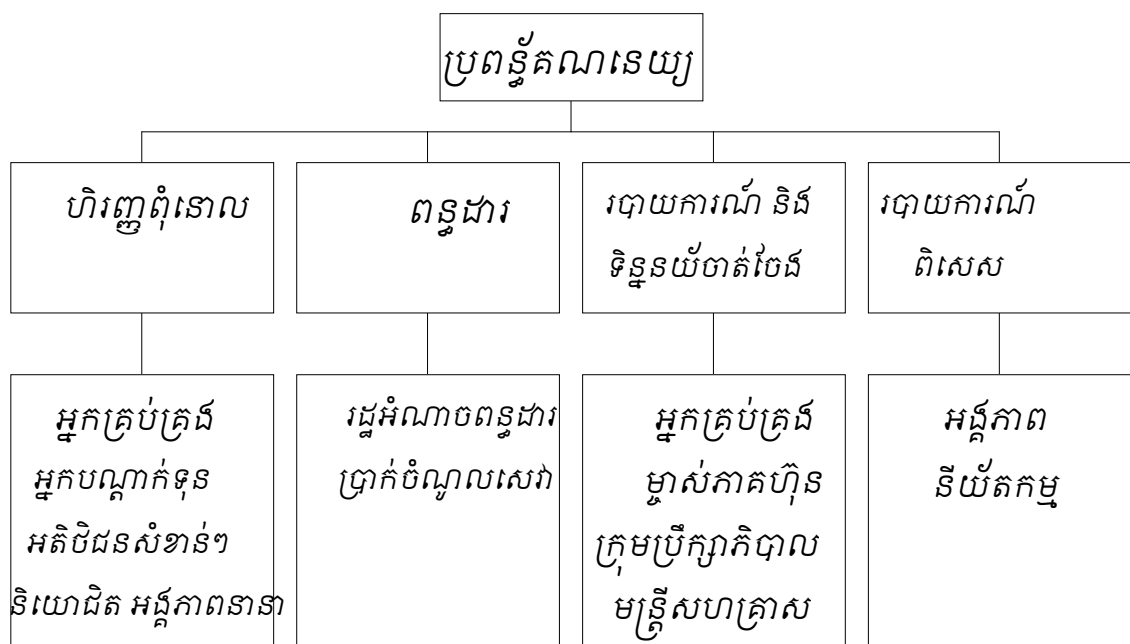 ប្រពន្ធ័គណនេយ្យ
ហិរញ្ញពុំនោល
ពន្ធដារ
របាយការណ៍ និង
ទិន្នន័យចាត់ចែង
របាយការណ៍
ពិសេស
អ្នកគ្រប់គ្រង
អ្នកបណ្តាក់ទុន
អតិថិជនសំខាន់ៗ
និយោជិត អង្គភាពនានា
រដ្ឋអំណាចពន្ធដារ
ប្រាក់ចំណូលសេវា
អ្នកគ្រប់គ្រង
ម្ចាស់ភាគហ៊ុន
ក្រុមប្រឹក្សាភិបាល
មន្ត្រីសហគ្រាស
អង្គភាព
នីយ័តកម្ម